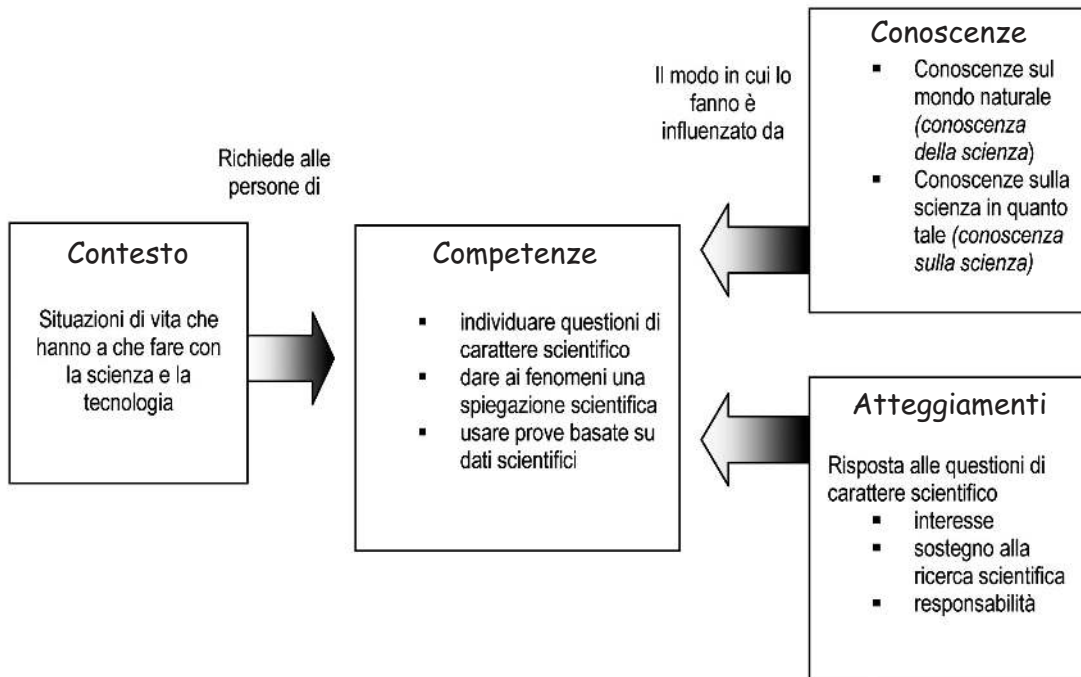 Contesto
Situazioni di vita che
hanno a che fare con
la scienza e la
tecnologia
Richiede alle
persone di
Competenze
▪ individuare questioni di
carattere scientifico
▪ dare ai fenomeni una
spiegazione scientifica
▪ usare prove basate su
dati scientifici
Il modo in cui lo
fanno è
influenzato da
Conoscenze
▪ Conoscenze sul
mondo naturale
(conoscenza
della scienza)
▪ Conoscenze sulla
scienza in quanto
tale (conoscenza
sulla scienza)
Atteggiamenti
Risposta alle questioni di
carattere scientifico
▪ interesse
▪ sostegno alla
ricerca scientifica
▪ responsabilità